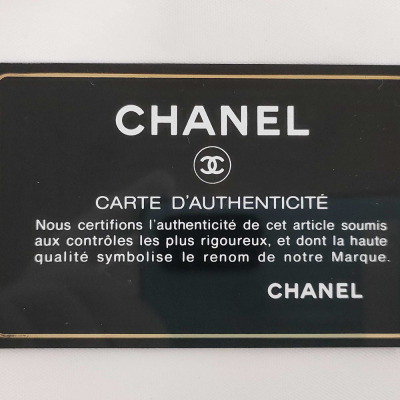 CHANEL
CARTE D'AUTHENTICITÉ
Nous certifions l'authenticité de cet article soumis
aux contrôles les plus rigoureux, et dont la haute
qualité symbolise le renom de notre Marque.
CHANEL